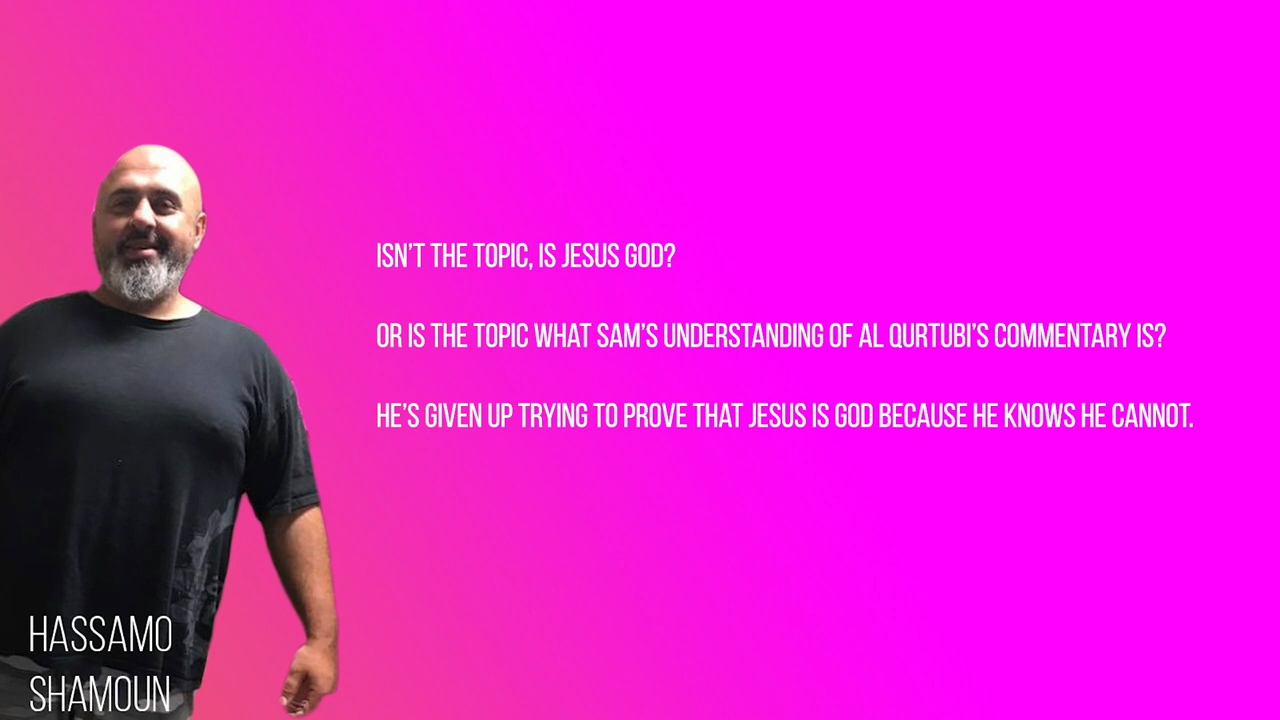 ISN'T THE TOPIC, IS JESUS GOD?
OR IS THE TOPIC WHAT SAM'S UNDERSTANDING OF AL QURTUBI'S COMMENTARY IS?
HE'S GIVEN UP TRYING TO PROVE THAT JESUS IS GOD BECAUSE HE KNOWS HE CANNOT.
HASSAMO
SHAMOUN